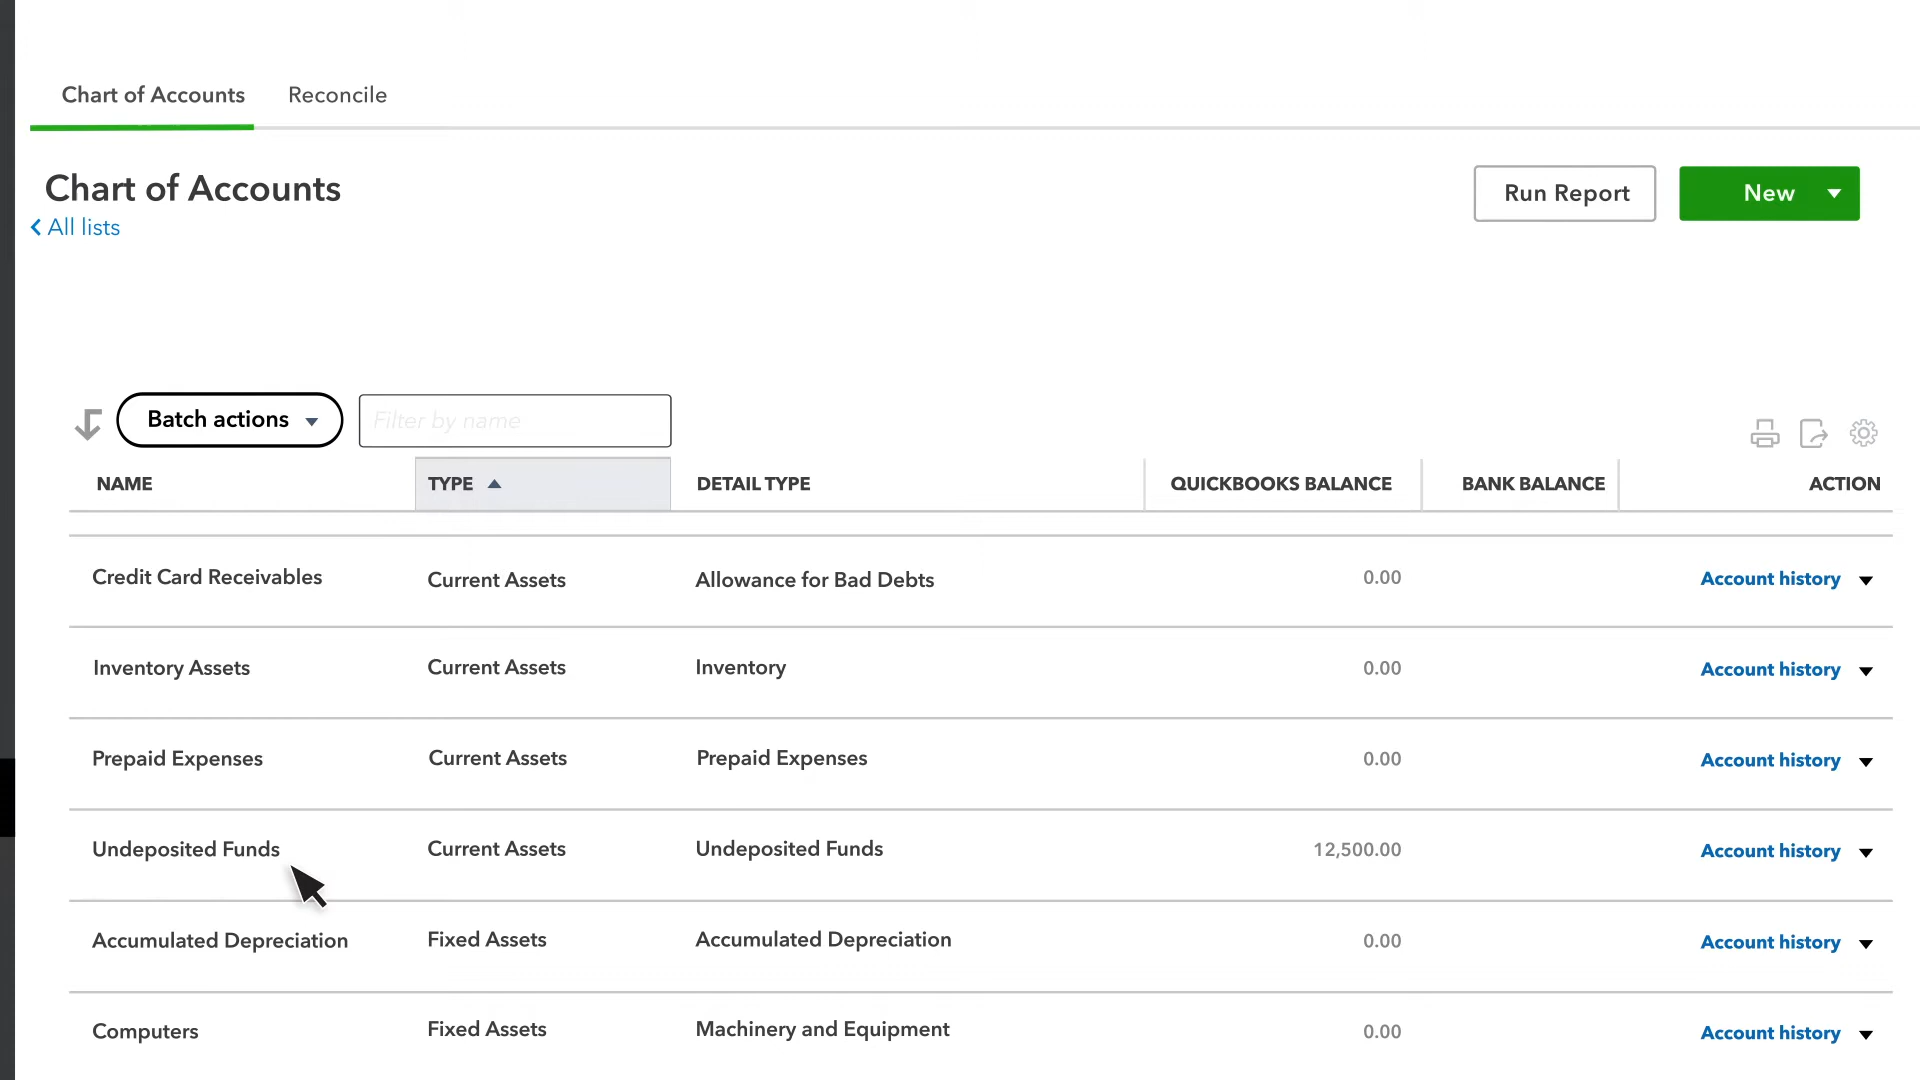 Chart of Accounts Reconcile
Chart of Accounts
All lists
Run Report New
Batch actions Filter by name
NAME TYPE DETAIL TYPE QUICKBOOKS BALANCE BANK BALANCE ACTION
Credit Card Receivables Current Assets Allowance for Bad Debts 0.00 Account history
Inventory Assets Current Assets Inventory 0.00 Account history
Prepaid Expenses Current Assets Prepaid Expenses 0.00 Account history
Undeposited Funds Current Assets Undeposited Funds 12,500.00 Account history
Accumulated Depreciation Fixed Assets Accumulated Depreciation 0.00 Account history
Computers Fixed Assets Machinery and Equipment 0.00 Account history